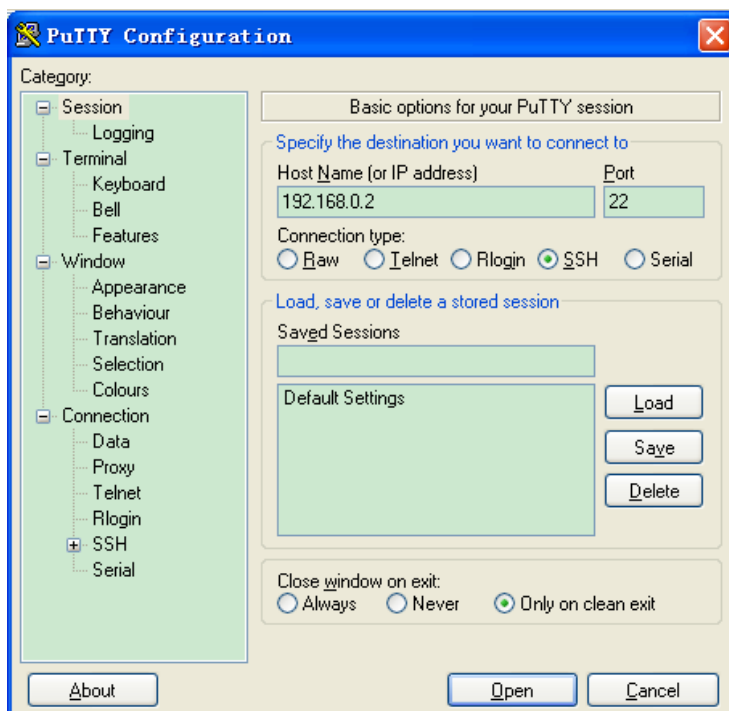 PuTTY Configuration
Category:
Session
Logging
Terminal
Keyboard
Bell
Features
Window
Appearance
Behaviour
Translation
Selection
Colours
Connection
Data
Proxy
Telnet
Rlogin
SSH
Serial
Basic options for your PuTTY session
Specify the destination you want to connect to
Host Name (or IP address) Port
192.168.0.2 22
Connection type:
Raw Telnet Rlogin SSH Serial
Load, save or delete a stored session
Saved Sessions
Default Settings
Load
Save
Delete
Close window on exit:
Always Never Only on clean exit
About Open Cancel